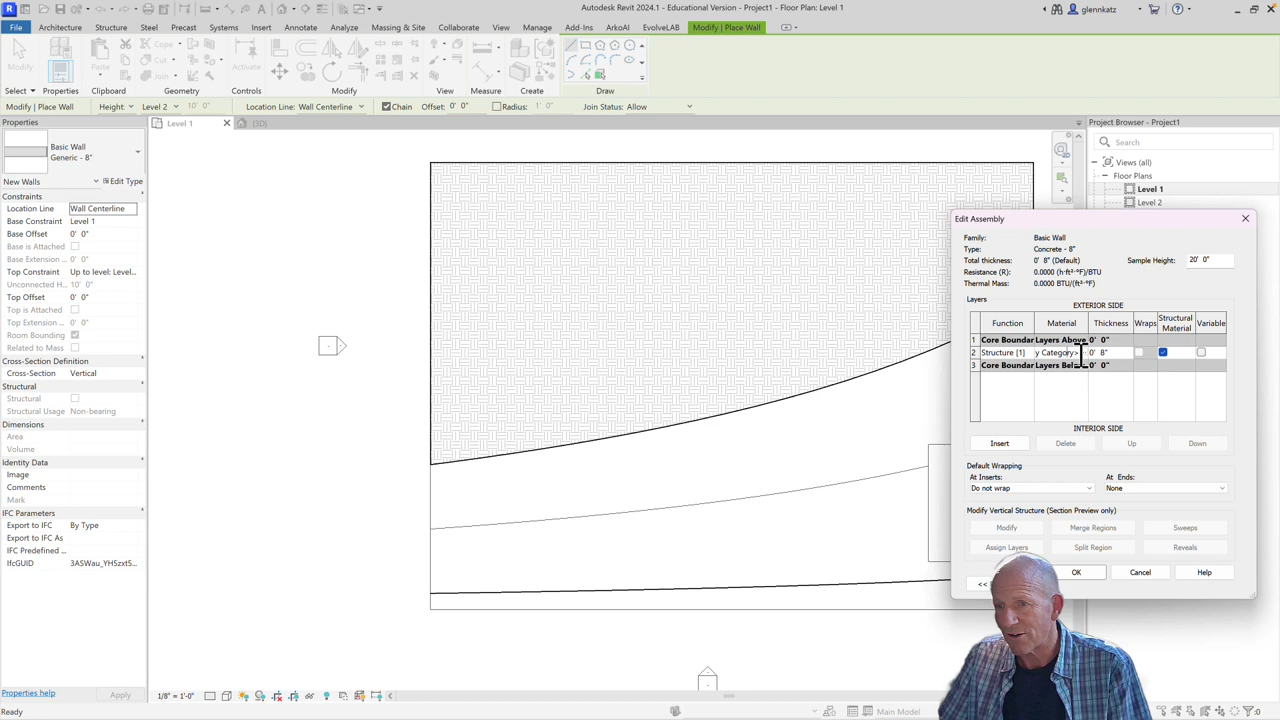 Autodesk Revit 2024.1 - Educational Version - Project1 - Floor Plan: Level 1
glennkatz
File Architecture Structure Steel Precast Systems Insert Annotate Analyze Massing & Site Collaborate View Manage Add-Ins ArkoAI EvolveLAB Modify | Place Wall
Modify
Paste
Cut
Join
Activate
Select Properties Clipboard Geometry Controls Modify View Measure Create Draw
Modify | Place Wall Height: Level 2 10' 0" Location Line: Wall Centerline Chain Offset: 0' 0" Radius: 1' 0" Join Status: Allow
Properties
Basic Wall
Generic - 8"
New Walls Edit Type
Constraints
Location Line Wall Centerline
Base Constraint Level 1
Base Offset 0' 0"
Base is Attached
Base Extension ...
Top Constraint Up to level: Level...
Unconnected H... 10' 0"
Top Offset 0' 0"
Top is Attached
Top Extension ...
Room Bounding
Related to Mass
Cross-Section Definition
Cross-Section Vertical
Structural
Structural
Structural Usage Non-bearing
Dimensions
Area
Volume
Identity Data
Image
Comments
Mark
IFC Parameters
Export to IFC By Type
Export to IFC As
IFC Predefined ...
IfcGUID 3ASWau_YH5zxt5...
Properties help Apply
Ready
Level 1
{3D}
1/8" = 1'-0"
Main Model
:0
Project Browser - Project1
Search
Views (all)
Floor Plans
Level 1
Level 2
Edit Assembly
Family: Basic Wall
Type: Concrete - 8"
Total thickness: 0' 8" (Default) Sample Height: 20' 0"
Resistance (R): 0.0000 (h·ft²·°F)/BTU
Thermal Mass: 0.0000 BTU/(ft²·°F)
Layers
EXTERIOR SIDE
Function Material Thickness Wraps Structural Material Variable
1 Core Boundar Layers Above 0' 0"
2 Structure [1] y Category> 0' 8"
3 Core Boundar Layers Bel 0' 0"
INTERIOR SIDE
Insert Delete Up Down
Default Wrapping
At Inserts: At Ends:
Do not wrap None
Modify Vertical Structure (Section Preview only)
Modify Merge Regions Sweeps
Assign Layers Split Region Reveals
<< OK Cancel Help